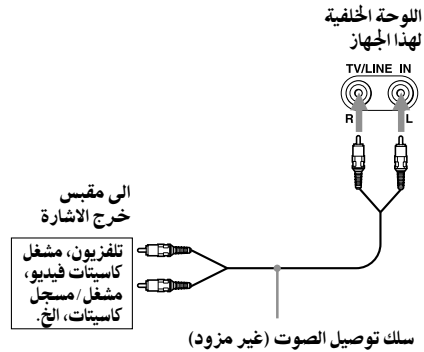 اللوحة الخلفية
لهذا الجهاز
TV/LINE IN
R L
الى مقبس
خرج الاشارة
تلفزيون، مشغل
كاسيتات فيديو،
مشغل/مسجل
كاسيتات، الخ.
سلك توصيل الصوت (غير مزود)